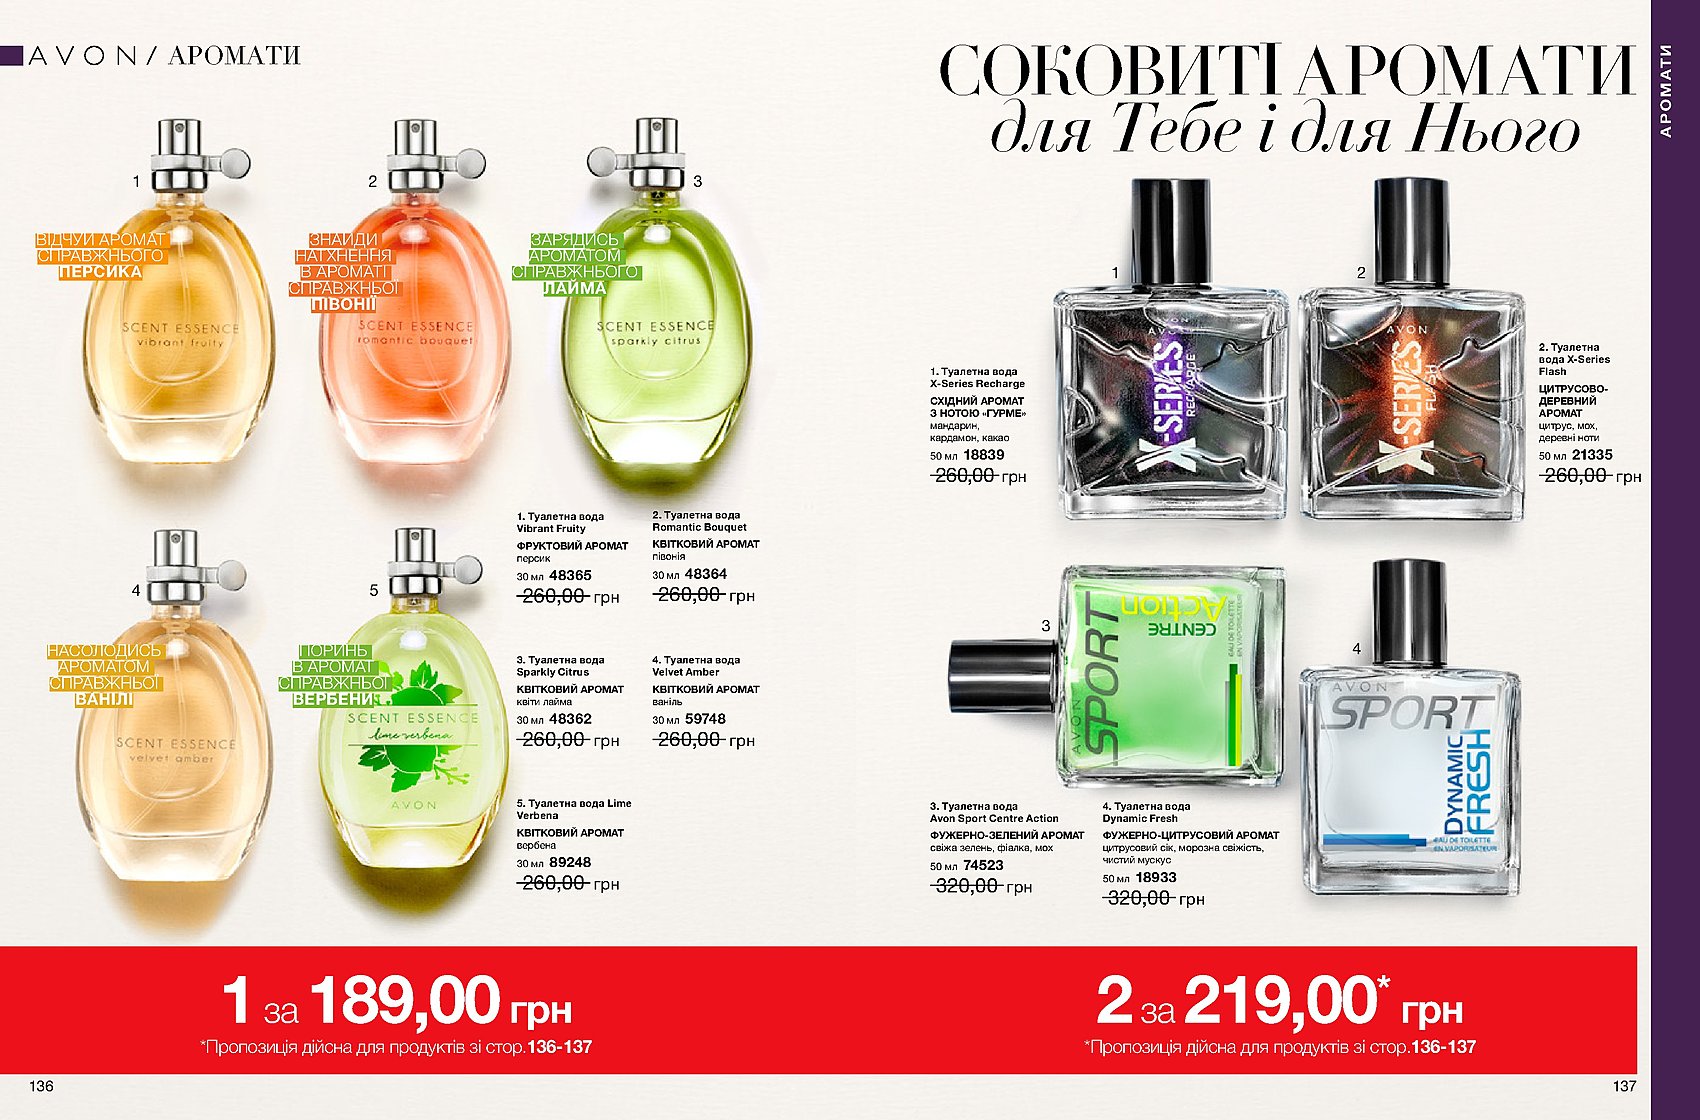 AVON / АРОМАТИ
СОКОВИТІ АРОМАТИ
для Тебе і для Нього
АРОМАТИ
1
ВІДЧУЙ АРОМАТ
СПРАВЖНЬОГО
ПЕРСИКА
SCENT ESSENCE
vibrant fruity
2
ЗНАЙДИ
НАТХНЕННЯ
В АРОМАТІ
СПРАВЖНЬОЇ
ПІВОНІЇ
SCENT ESSENCE
romantic bouquet
3
ЗАРЯДИСЬ
АРОМАТОМ
СПРАВЖНЬОГО
ЛАЙМА
SCENT ESSENCE
sparkly citrus
4
НАСОЛОДИСЬ
АРОМАТОМ
СПРАВЖНЬОЇ
ВАНІЛІ
SCENT ESSENCE
velvet amber
5
ПОРИНЬ
В АРОМАТ
СПРАВЖНЬОЇ
ВЕРБЕНИ
SCENT ESSENCE
lime verbena
AVON
1. Туалетна вода
Vibrant Fruity
ФРУКТОВИЙ АРОМАТ
персик
30 мл 48365
260,00 грн
2. Туалетна вода
Romantic Bouquet
КВІТКОВИЙ АРОМАТ
півонія
30 мл 48364
260,00 грн
3. Туалетна вода
Sparkly Citrus
КВІТКОВИЙ АРОМАТ
квіти лайма
30 мл 48362
260,00 грн
4. Туалетна вода
Velvet Amber
КВІТКОВИЙ АРОМАТ
ваніль
30 мл 59748
260,00 грн
5. Туалетна вода Lime
Verbena
КВІТКОВИЙ АРОМАТ
вербена
30 мл 89248
260,00 грн
1
AVON
X-SERIES
RECHARGE
1. Туалетна вода
X-Series Recharge
СХІДНИЙ АРОМАТ
З НОТОЮ «ГУРМЕ»
мандарин,
кардамон, какао
50 мл 18839
260,00 грн
2
AVON
X-SERIES
FLASH
2. Туалетна
вода X-Series
Flash
ЦИТРУСОВО-
ДЕРЕВНИЙ
АРОМАТ
цитрус, мох,
деревні ноти
50 мл 21335
260,00 грн
3
AVON
SPORT
CENTRE
Action
EAU DE TOILETTE
EN VAPORISATEUR
4
AVON
SPORT
DYNAMIC
FRESH
EAU DE TOILETTE
EN VAPORISATEUR
3. Туалетна вода
Avon Sport Centre Action
ФУЖЕРНО-ЗЕЛЕНИЙ АРОМАТ
свіжа зелень, фіалка, мох
50 мл 74523
320,00 грн
4. Туалетна вода
Dynamic Fresh
ФУЖЕРНО-ЦИТРУСОВИЙ АРОМАТ
цитрусовий сік, морозна свіжість,
чистий мускус
50 мл 18933
320,00 грн
1 за 189,00 грн
*Пропозиція дійсна для продуктів зі стор.136-137
2 за 219,00* грн
*Пропозиція дійсна для продуктів зі стор.136-137
136
137